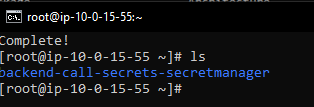 root@ip-10-0-15-55:~
Complete!
[root@ip-10-0-15-55 ~]# ls
backend-call-secrets-secretmanager
[root@ip-10-0-15-55 ~]#